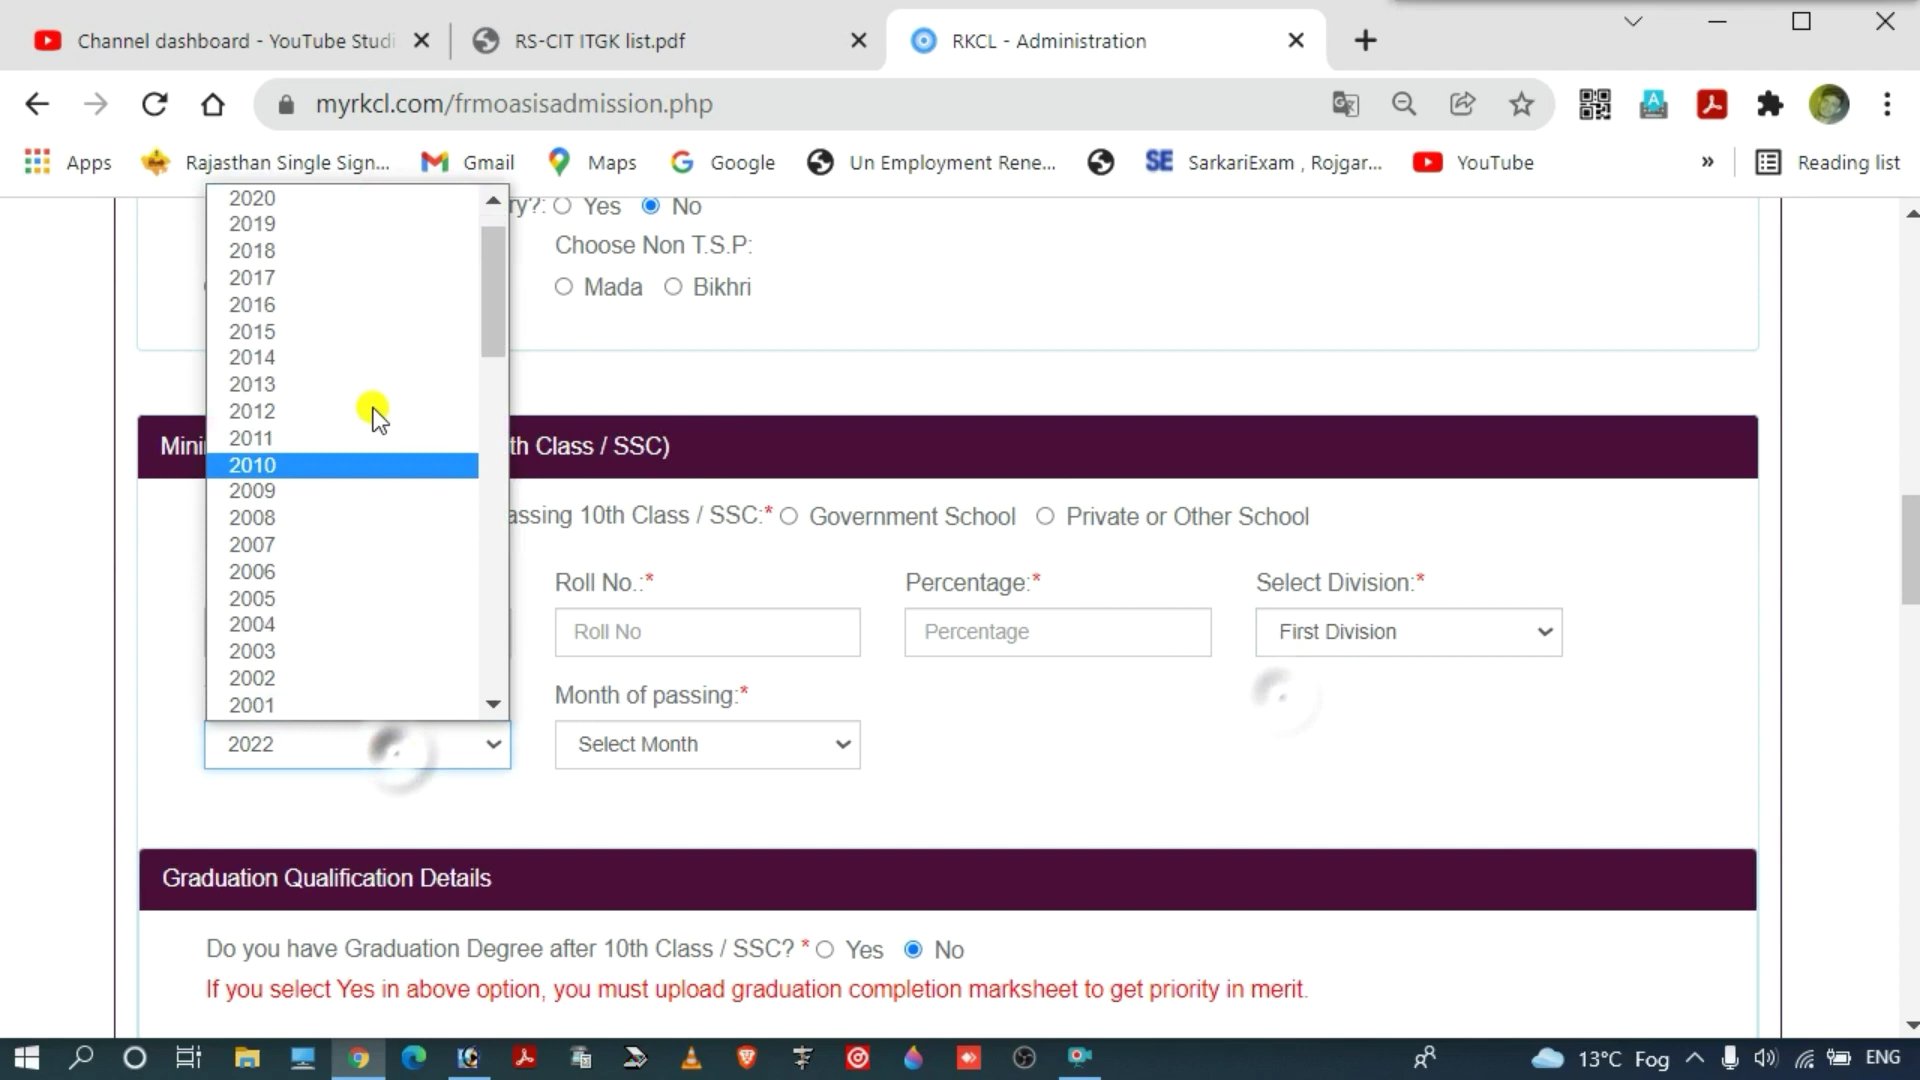 Channel dashboard - YouTube Studi
RS-CIT ITGK list.pdf
RKCL - Administration
myrkcl.com/frmoasisadmission.php
Apps
Rajasthan Single Sign...
Gmail
Maps
Google
Un Employment Rene...
SE
SarkariExam , Rojgar...
YouTube
»
Reading list
ry?: Yes No
Choose Non T.S.P:
Mada Bikhri
2020
2019
2018
2017
2016
2015
2014
2013
2012
2011
2010
2009
2008
2007
2006
2005
2004
2003
2002
2001
2022
Mini
th Class / SSC)
assing 10th Class / SSC:* Government School Private or Other School
Roll No.:*
Percentage:*
Select Division:*
Roll No
Percentage
First Division
Month of passing:*
Select Month
Graduation Qualification Details
Do you have Graduation Degree after 10th Class / SSC? * Yes No
If you select Yes in above option, you must upload graduation completion marksheet to get priority in merit.
13°C Fog
ENG